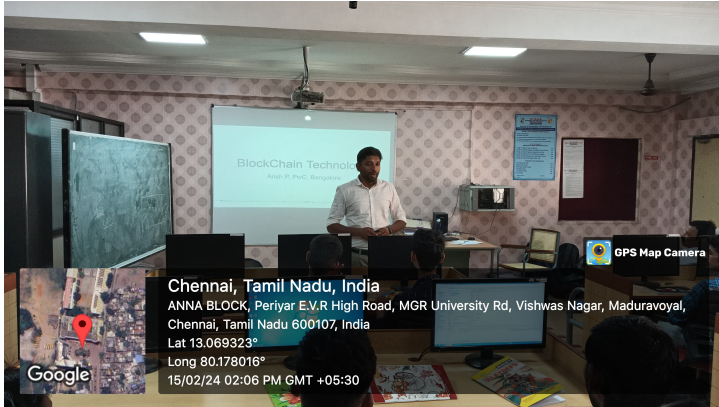 BlockChain Technolo
P, PwC, Bangalore
GPS Map Camera
Chennai, Tamil Nadu, India
ANNA BLOCK, Periyar E.V.R High Road, MGR University Rd, Vishwas Nagar, Maduravoyal,
Chennai, Tamil Nadu 600107, India
Lat 13.069323°
Long 80.178016°
15/02/24 02:06 PM GMT +05:30
Google